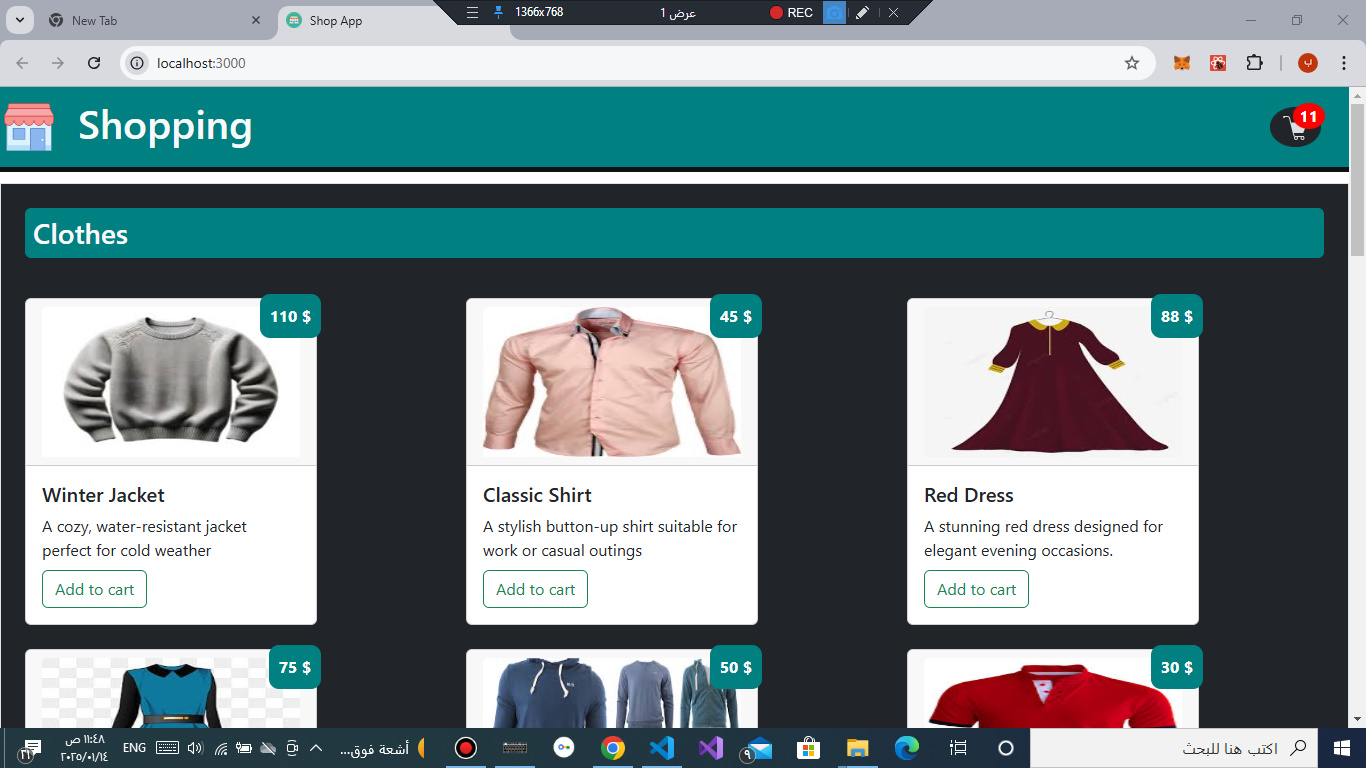 1366x768
عرض 1
REC
New Tab
Shop App
localhost:3000
ب
Shopping
11
Clothes
110 $
45 $
88 $
Winter Jacket
A cozy, water-resistant jacket
perfect for cold weather
Add to cart
Classic Shirt
A stylish button-up shirt suitable for
work or casual outings
Add to cart
Red Dress
A stunning red dress designed for
elegant evening occasions.
Add to cart
75 $
50 $
30 $
١١:٤٨ ص
٢٠٢٥/٠١/١٤
ENG
أشعة فوق...
٩
اكتب هنا للبحث